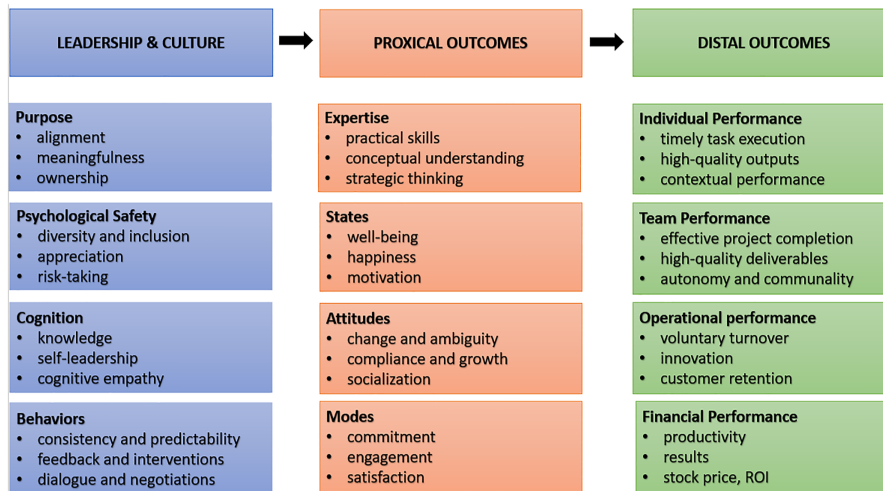 LEADERSHIP & CULTURE
PROXICAL OUTCOMES
DISTAL OUTCOMES
Purpose
• alignment
• meaningfulness
• ownership
Expertise
• practical skills
• conceptual understanding
• strategic thinking
Individual Performance
• timely task execution
• high-quality outputs
• contextual performance
Psychological Safety
• diversity and inclusion
• appreciation
• risk-taking
States
• well-being
• happiness
• motivation
Team Performance
• effective project completion
• high-quality deliverables
• autonomy and communality
Cognition
• knowledge
• self-leadership
• cognitive empathy
Attitudes
• change and ambiguity
• compliance and growth
• socialization
Operational performance
• voluntary turnover
• innovation
• customer retention
Behaviors
• consistency and predictability
• feedback and interventions
• dialogue and negotiations
Modes
• commitment
• engagement
• satisfaction
Financial Performance
• productivity
• results
• stock price, ROI